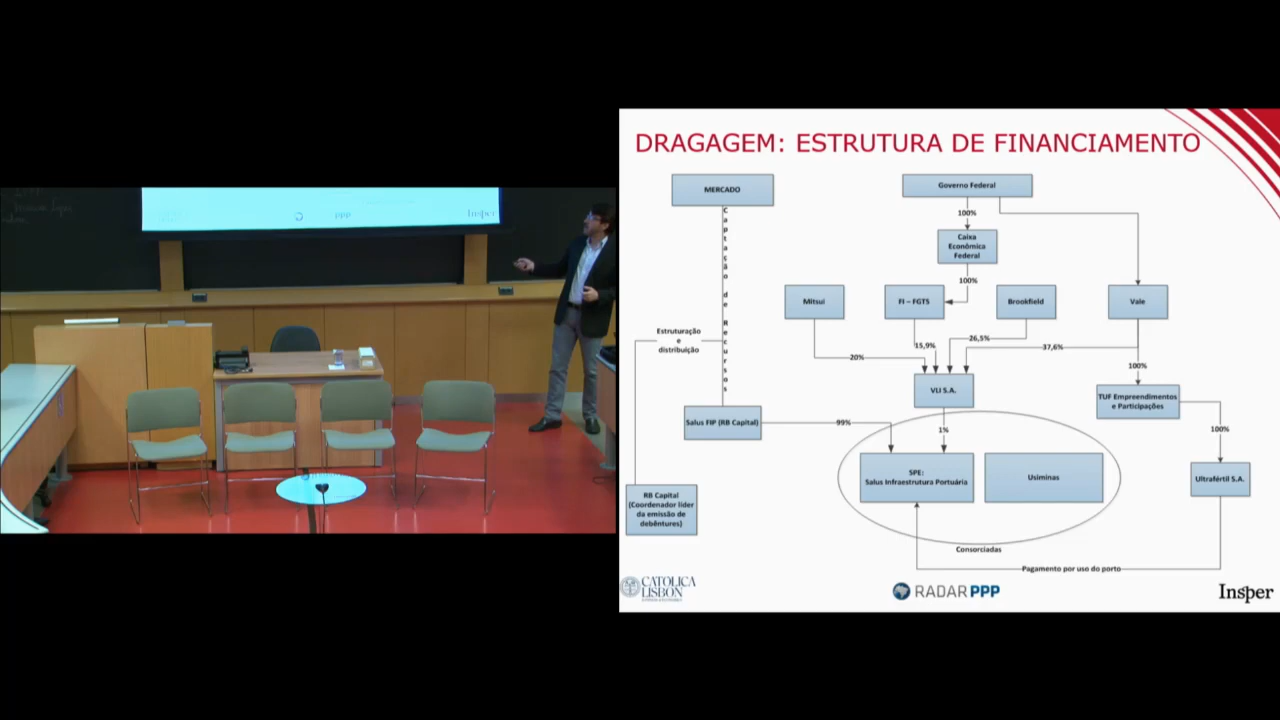 DRAGAGEM: ESTRUTURA DE FINANCIAMENTO
MERCADO
Governo Federal
Captação de Recursos
100%
Caixa
Econômica
Federal
100%
Mitsui
FI – FGTS
Brookfield
Vale
Estruturação
e
distribuição
15,9%
26,5%
37,6%
20%
100%
VLI S.A.
TUF Empreendimentos
e Participações
Salus FIP (RB Capital)
99%
1%
100%
SPE:
Salus Infraestrutura Portuária
Usiminas
Ultrafértil S.A.
RB Capital
(Coordenador líder
da emissão de
debêntures)
Consorciadas
Pagamento por uso do porto
CATOLICA
LISBON
RADAR PPP
Insper
PPP
Insper